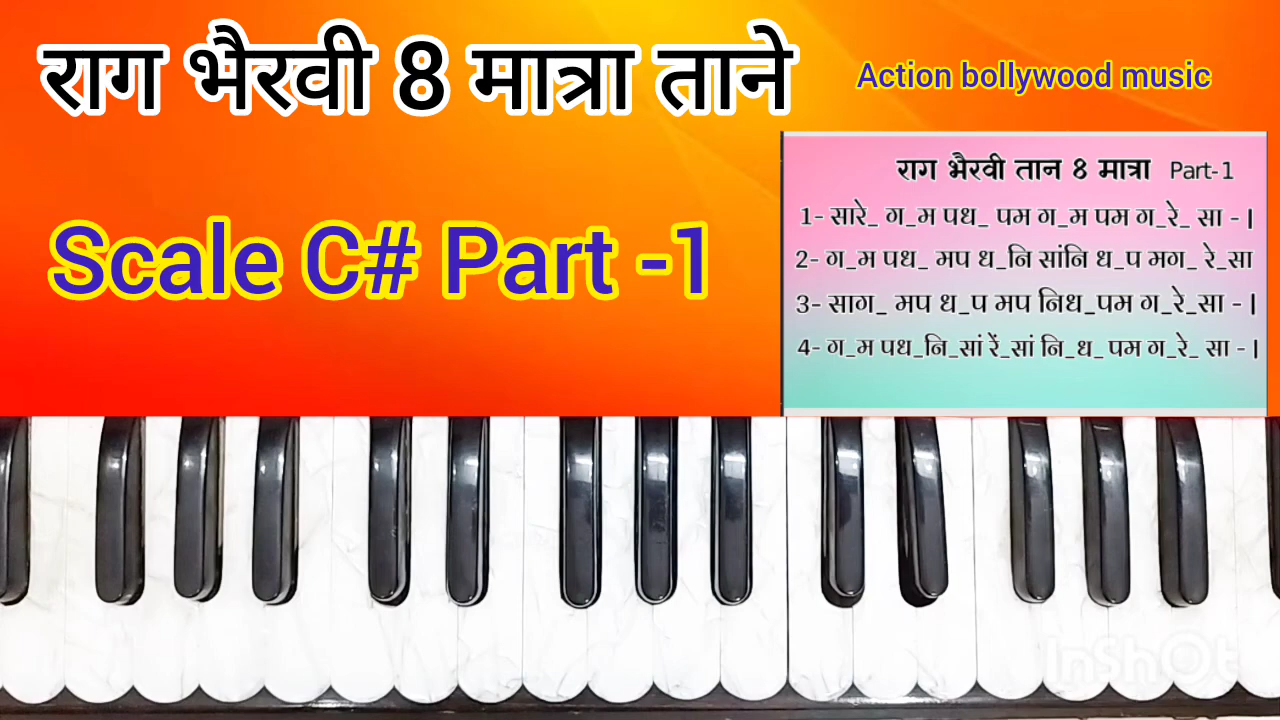 राग भैरवी 8 मात्रा ताने
Action bollywood music
Scale C# Part -1
राग भैरवी तान 8 मात्रा Part-1
1- सारे_ ग_म पध_ पम ग_म पम ग_रे_ सा - |
2- ग_म पध_ मप ध_नि सांनि ध_प मग_ रे_सा
3- साग_ मप ध_प मप निध_पम ग_रे_सा - |
4- ग_म पध_नि_सां रें_सां नि_ध_ पम ग_रे_ सा - |
InShOt